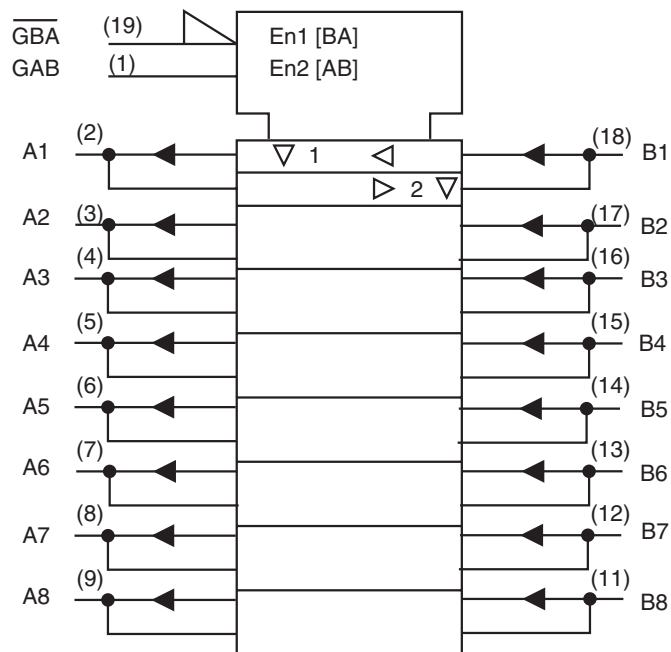 G̅B̅A̅ (19) En1 [BA]
GAB (1) En2 [AB]
A1 (2) 1 (18) B1
2
A2 (3) (17) B2
A3 (4) (16) B3
A4 (5) (15) B4
A5 (6) (14) B5
A6 (7) (13) B6
A7 (8) (12) B7
A8 (9) (11) B8